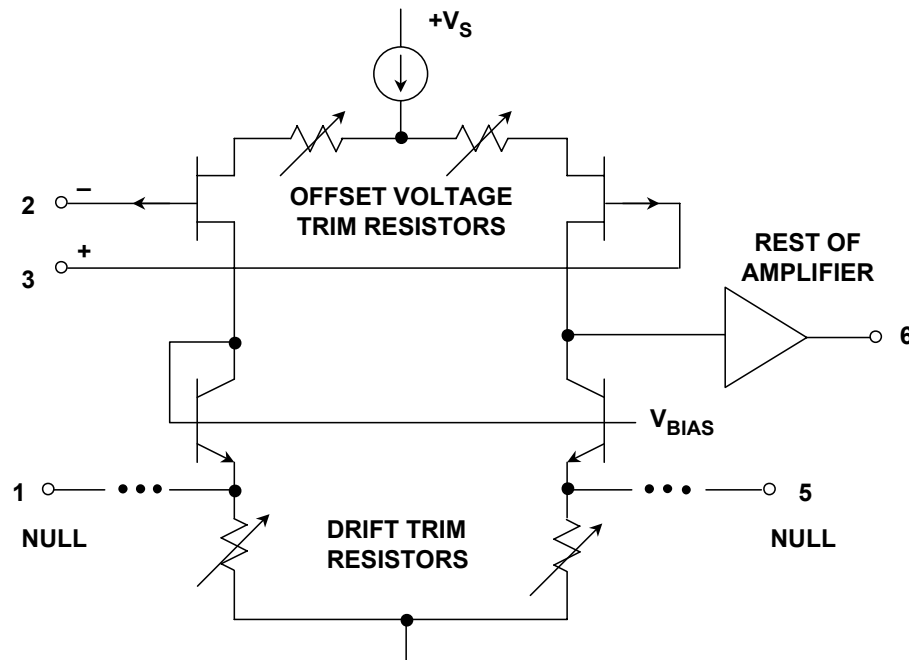 +VS
2
–
3
+
OFFSET VOLTAGE
TRIM RESISTORS
REST OF
AMPLIFIER
6
VBIAS
1
NULL
5
NULL
DRIFT TRIM
RESISTORS